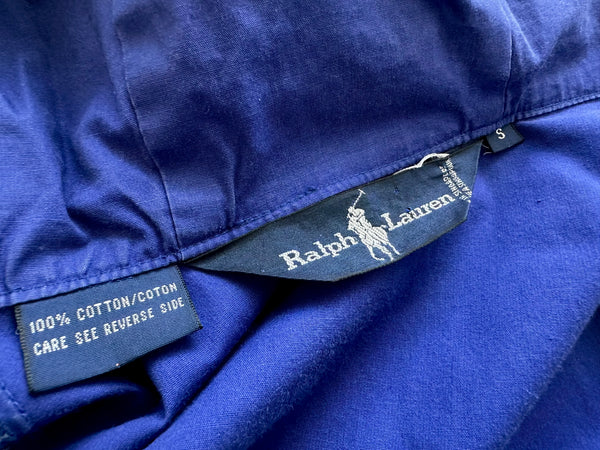 S
Ralph Lauren
100% COTTON/COTON
CARE SEE REVERSE SIDE